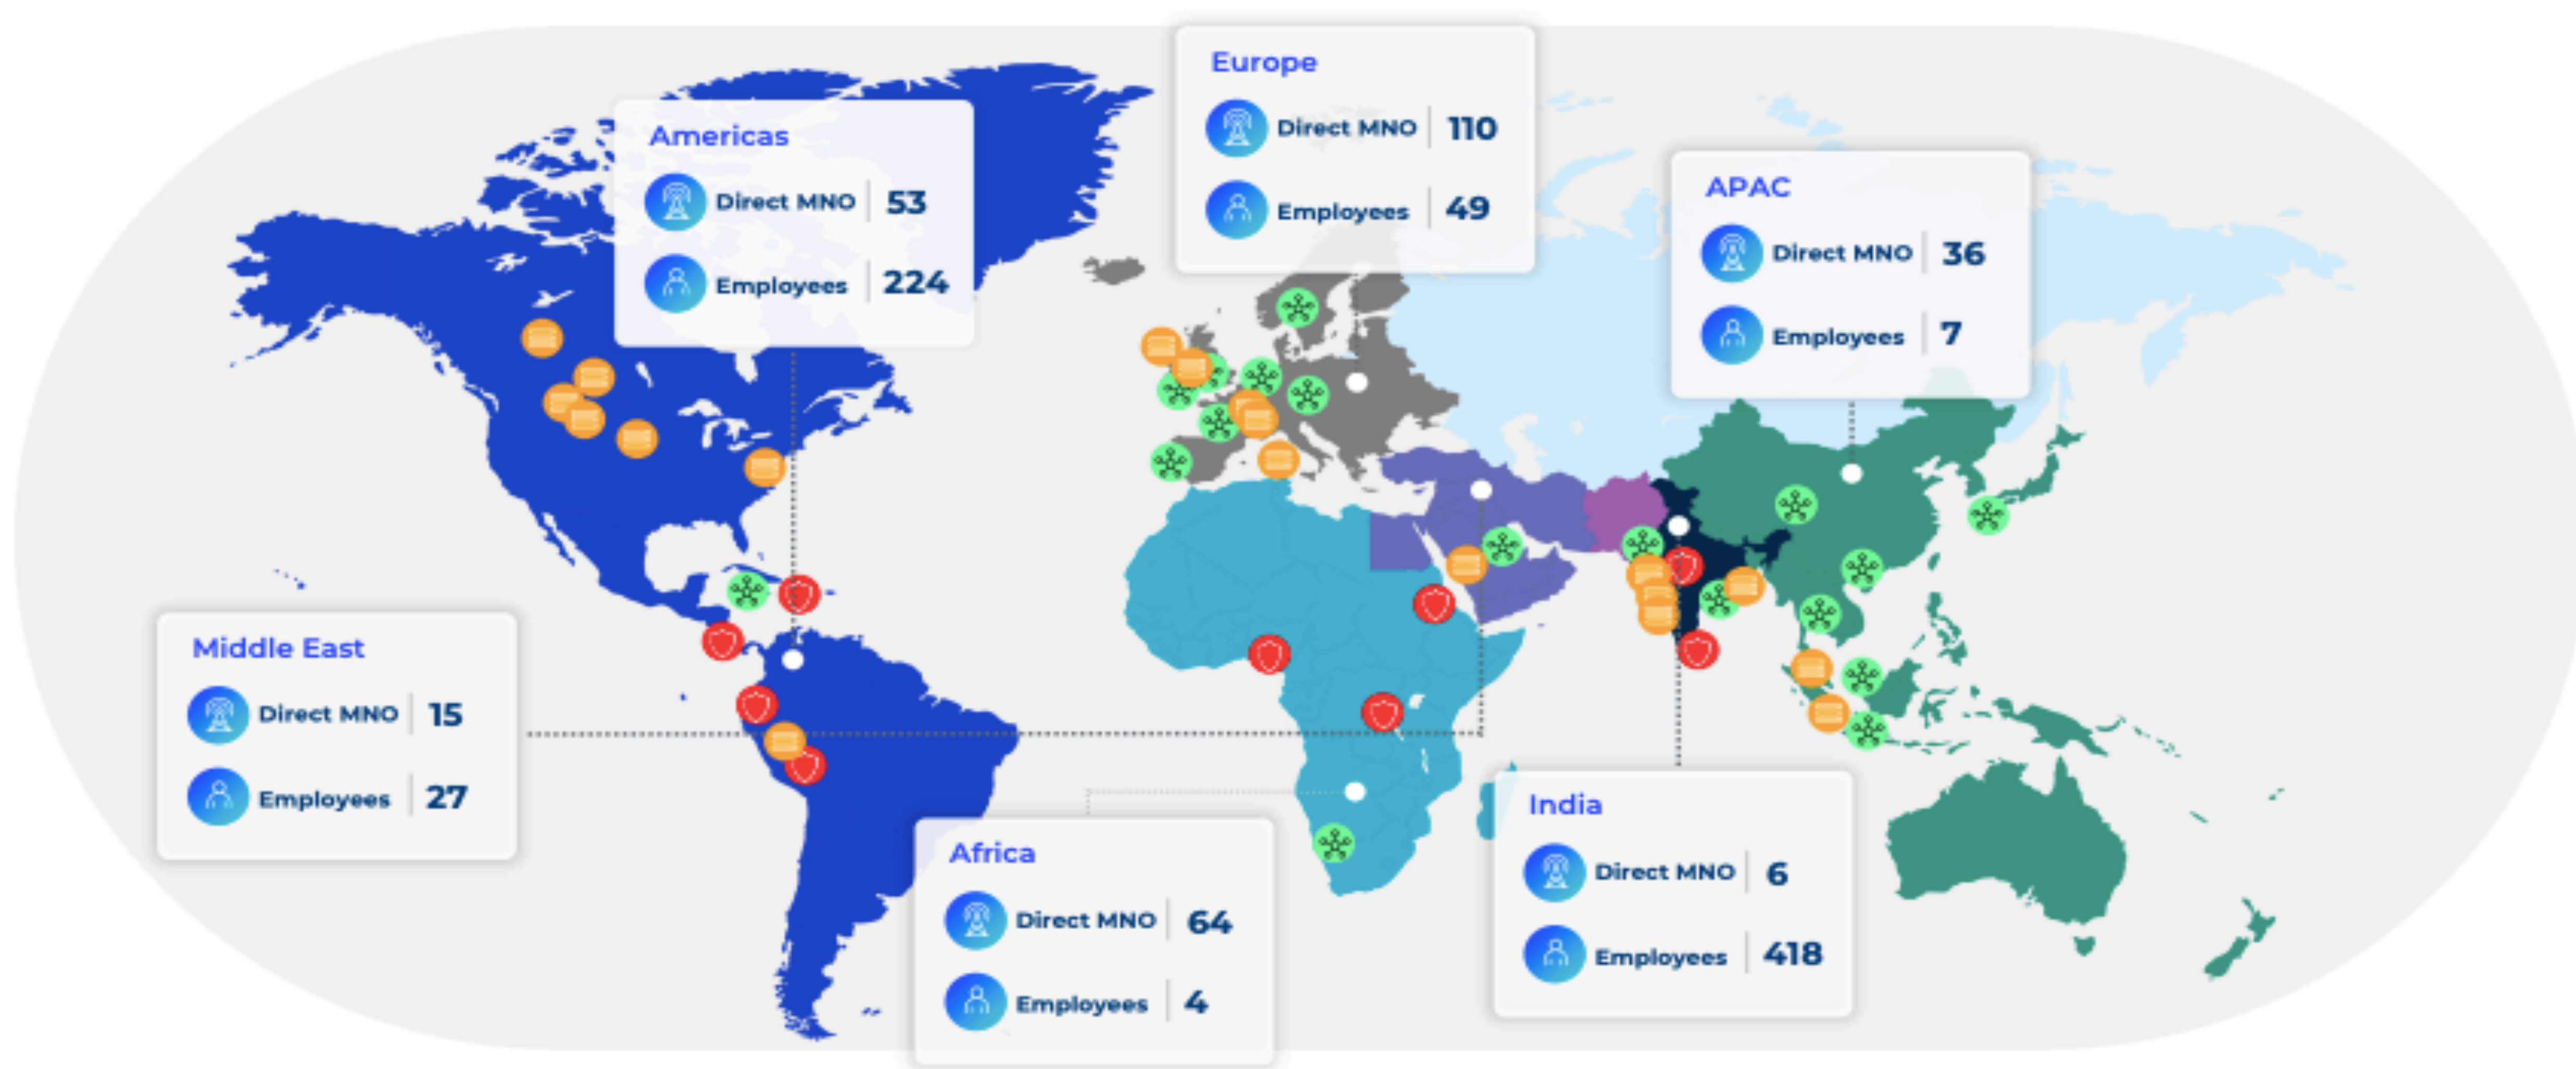 Europe
Direct MNO 110
Employees 49
Americas
Direct MNO 53
Employees 224
APAC
Direct MNO 36
Employees 7
Middle East
Direct MNO 15
Employees 27
Africa
Direct MNO 64
Employees 4
India
Direct MNO 6
Employees 418